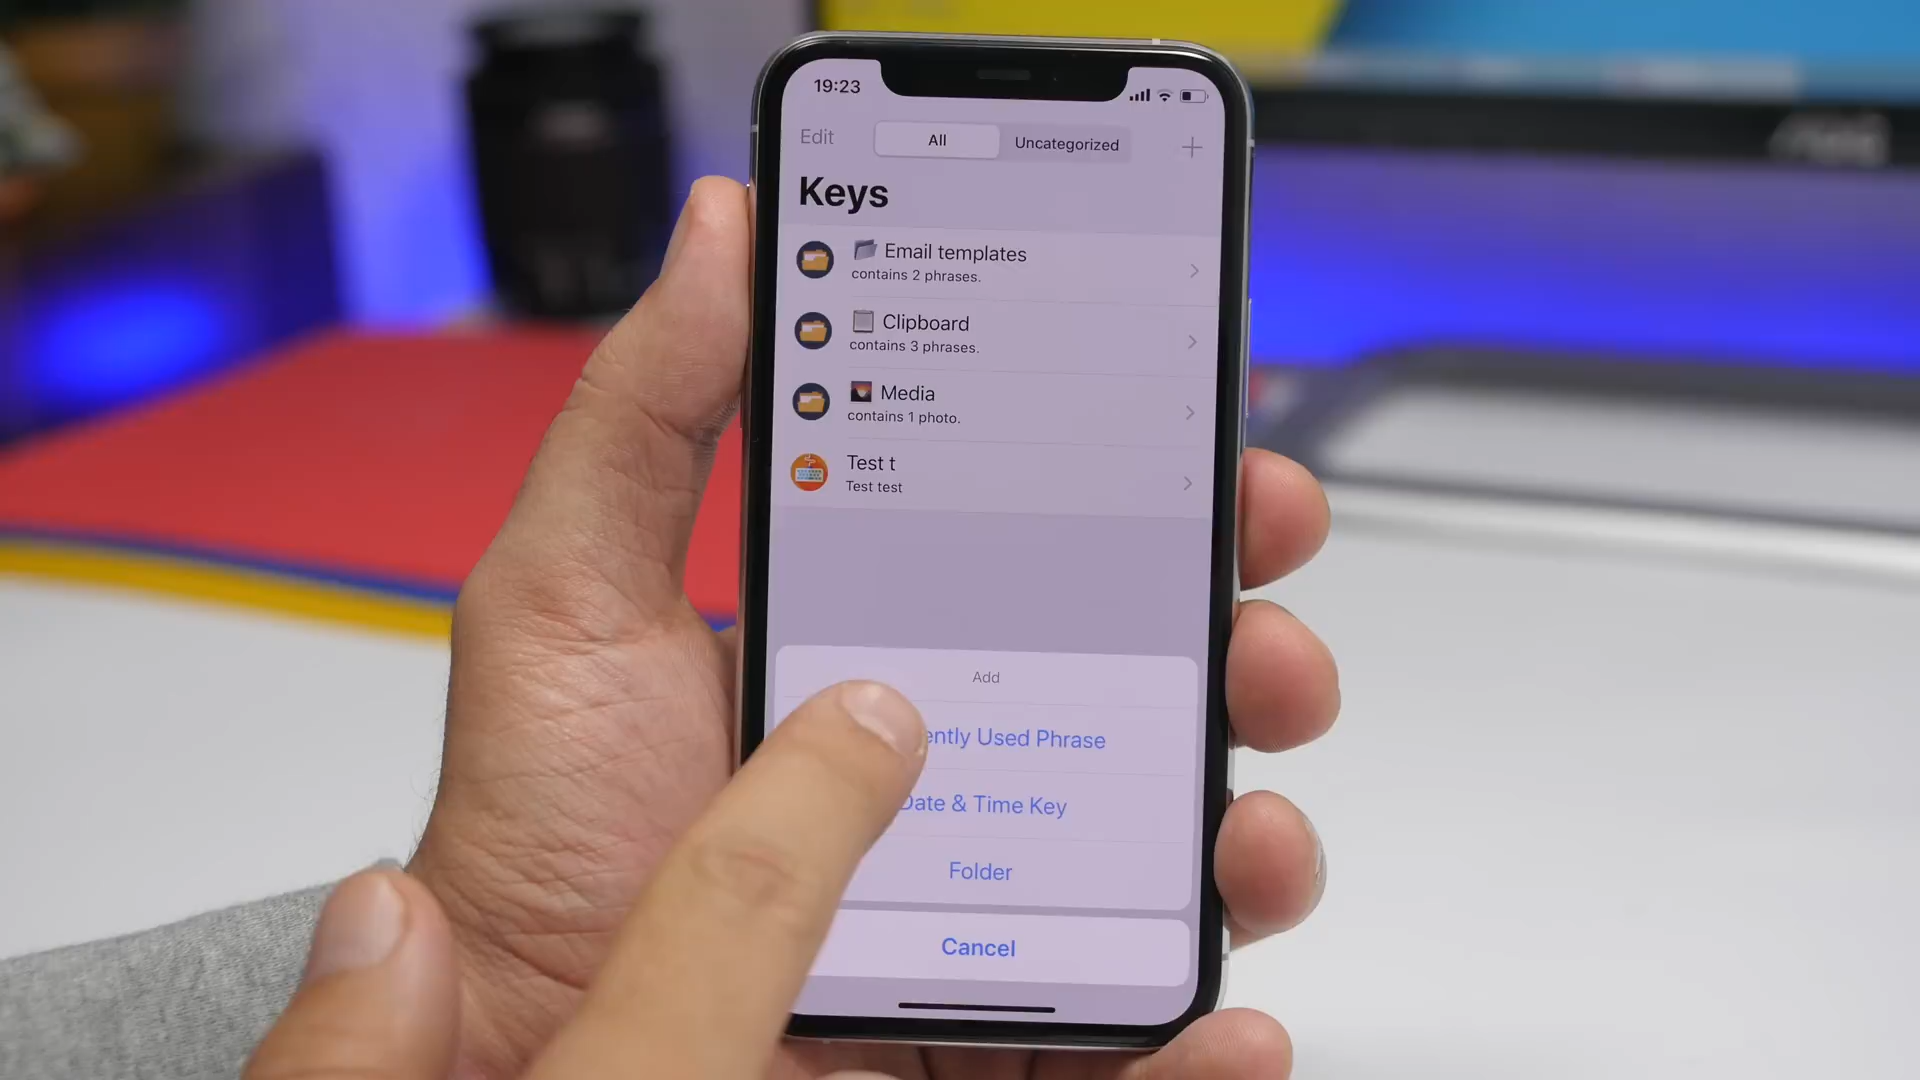 19:23
Edit
All
Uncategorized
Keys
Email templates
contains 2 phrases.
Clipboard
contains 3 phrases.
Media
contains 1 photo.
Test t
Test test
Add
ently Used Phrase
Date & Time Key
Folder
Cancel